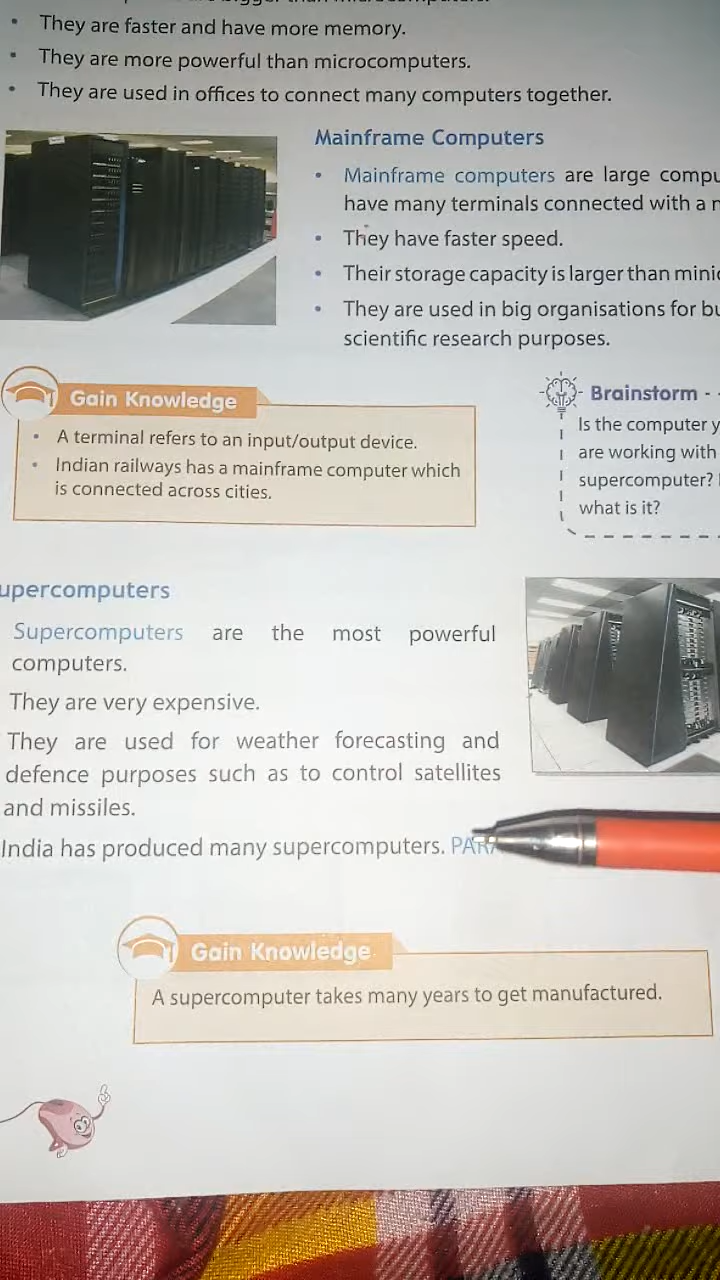 They are faster and have more memory.
They are more powerful than microcomputers.
They are used in offices to connect many computers together.
Mainframe Computers
Mainframe computers are large
have many terminals connected with a
They have faster speed.
Their storage capacity is larger than
They are used in big organisations for
scientific research purposes.
Gain Knowledge
A terminal refers to an input/output device.
Indian railways has a mainframe computer which
is connected across cities.
Brainstorm
Is the computer
are working with
supercomputer?
what is it?
upercomputers
Supercomputers are the most powerful
computers.
They are very expensive.
They are used for weather forecasting and
defence purposes such as to control satellites
and missiles.
India has produced many supercomputers.
Gain Knowledge
A supercomputer takes many years to get manufactured.